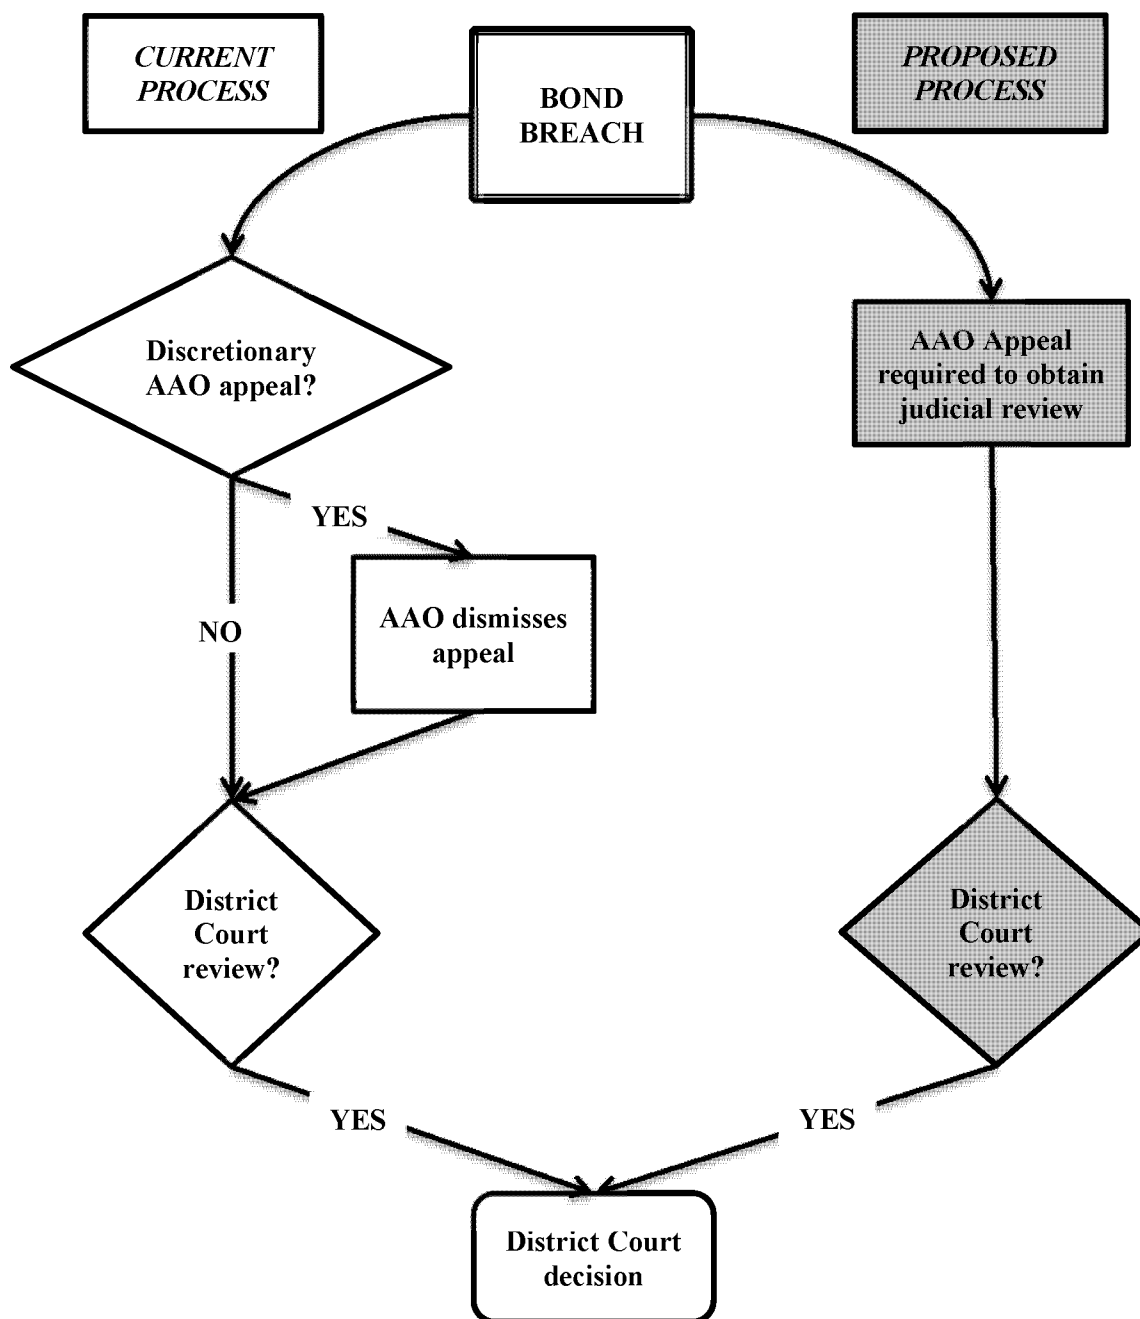 CURRENT
PROCESS
BOND
BREACH
PROPOSED
PROCESS
Discretionary
AAO appeal?
AAO Appeal
required to obtain
judicial review
YES
AAO dismisses
appeal
NO
District
Court
review?
District
Court
review?
YES
YES
District Court
decision